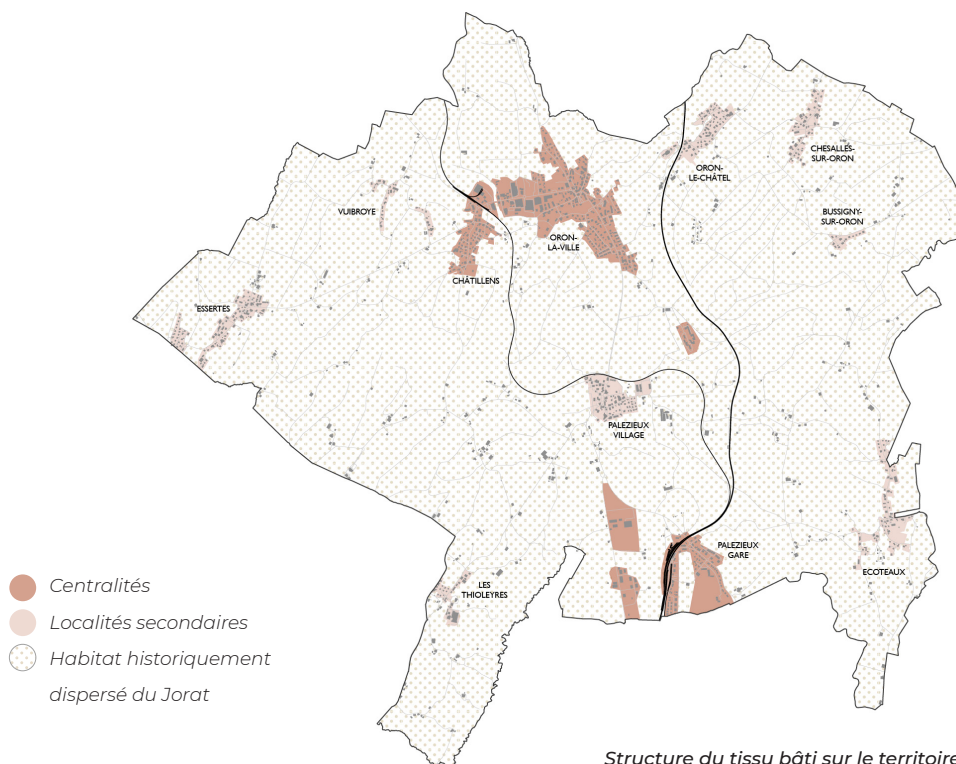 ORON-
LE-CHÂTEL
CHESALLES-
SUR-ORON
VUIBROYE
BUSSIGNY-
SUR-ORON
ORON-
LA-VILLE
CHÂTILLENS
ESSERTES
PALEZIEUX
VILLAGE
PALEZIEUX
GARE
ECOTEAUX
LES
THIOLEYRES
Centralités
Localités secondaires
Habitat historiquement
dispersé du Jorat
Structure du tissu bâti sur le territoire